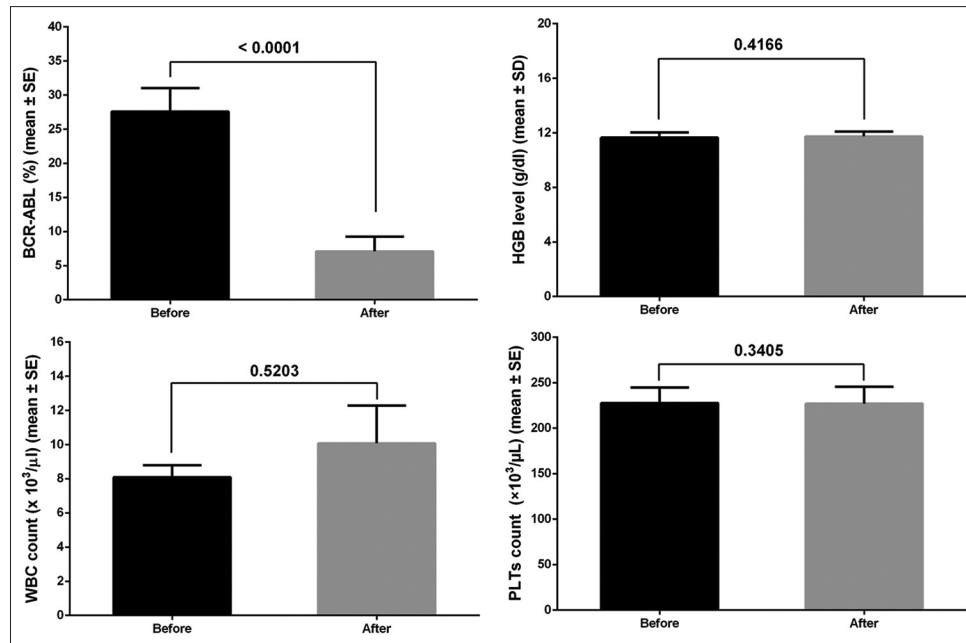 < 0.0001
BCR-ABL (%) (mean ± SE)
40
35
30
25
20
15
10
5
0
Before
After
0.4166
HGB level (g/dl) (mean ± SD)
20
16
12
8
4
0
Before
After
0.5203
WBC count (x 10³/µl) (mean ± SE)
16
14
12
10
8
6
4
2
0
Before
After
0.3405
PLTs count (×10³/µL) (mean ± SE)
300
250
200
150
100
50
0
Before
After